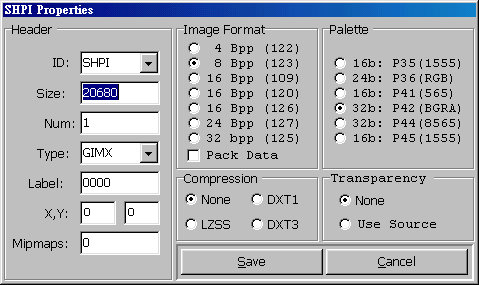 SHPI Properties
Header
ID: SHPI
Size: 20680
Num: 1
Type: GIMX
Label: 0000
X,Y: 0 0
Mipmaps: 0
Image Format
4 Bpp (122)
8 Bpp (123)
16 Bpp (109)
16 Bpp (120)
16 Bpp (126)
24 Bpp (127)
32 bpp (125)
Pack Data
Palette
16b: P35(1555)
24b: P36(RGB)
16b: P41(565)
32b: P42(BGRA)
32b: P44(8565)
16b: P45(1555)
Compression
None DXT1
LZSS DXT3
Transparency
None
Use Source
Save Cancel